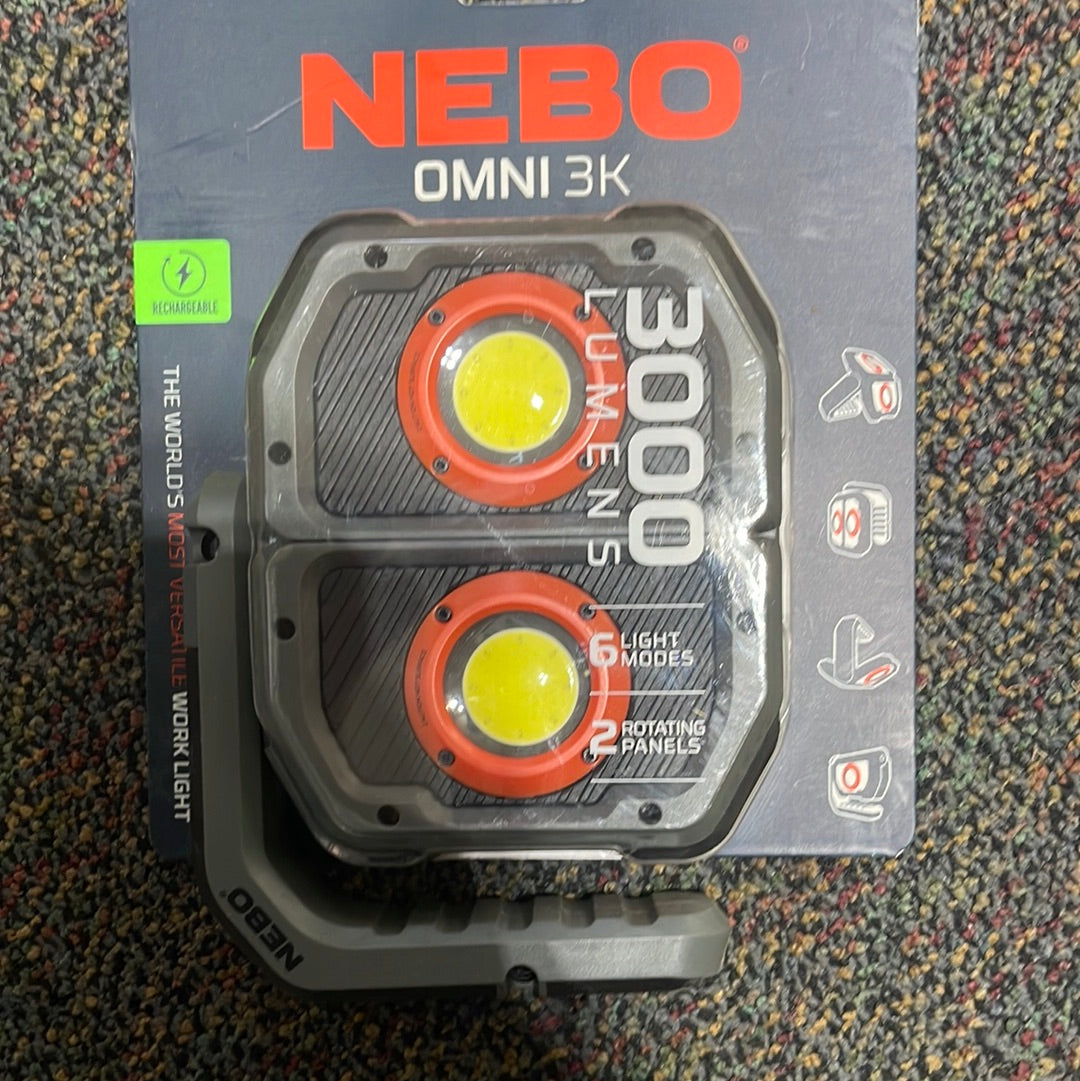 NEBO®
OMNI 3K
RECHARGEABLE
THE WORLD'S MOST VERSATILE WORK LIGHT
3000
LUMENS
6 LIGHT
MODES
2 ROTATING
PANELS
NEBO®